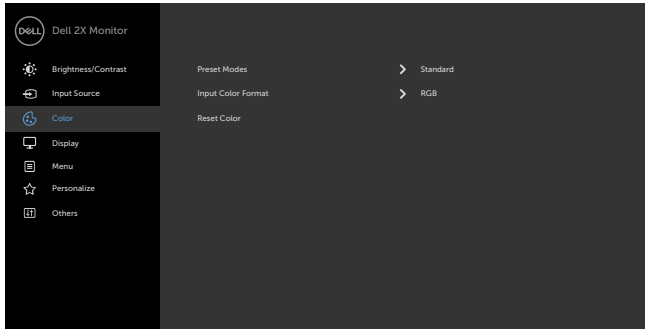 DELL Dell 2X Monitor
Brightness/Contrast Preset Modes Standard
Input Source Input Color Format RGB
Color Reset Color
Display
Menu
Personalize
Others